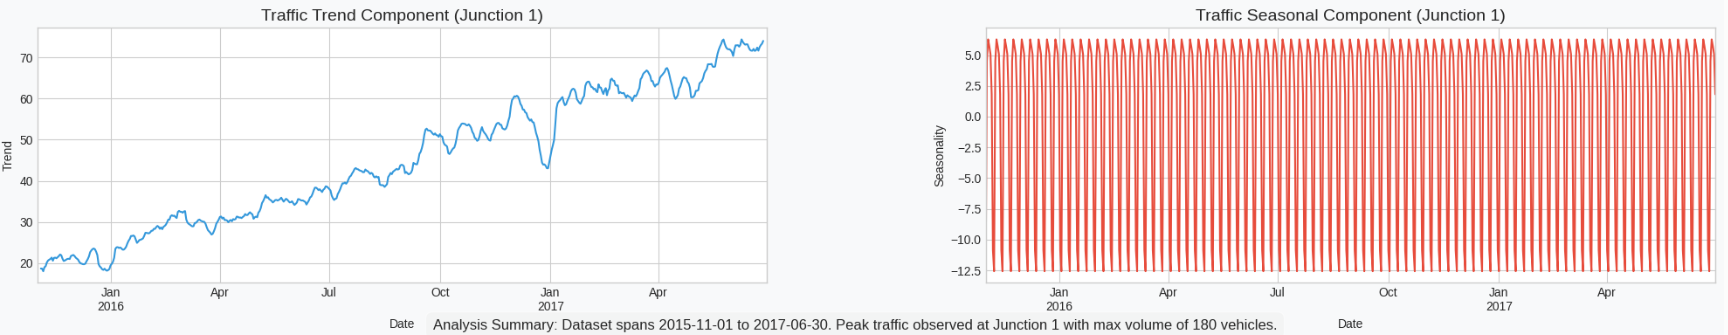 Traffic Trend Component (Junction 1)
Trend
70
60
50
40
30
20
Jan
2016
Apr
Jul
Oct
Jan
2017
Apr
Date
Traffic Seasonal Component (Junction 1)
Seasonality
5.0
2.5
0.0
−2.5
−5.0
−7.5
−10.0
−12.5
Jan
2016
Apr
Jul
Oct
Jan
2017
Apr
Date
Analysis Summary: Dataset spans 2015-11-01 to 2017-06-30. Peak traffic observed at Junction 1 with max volume of 180 vehicles.